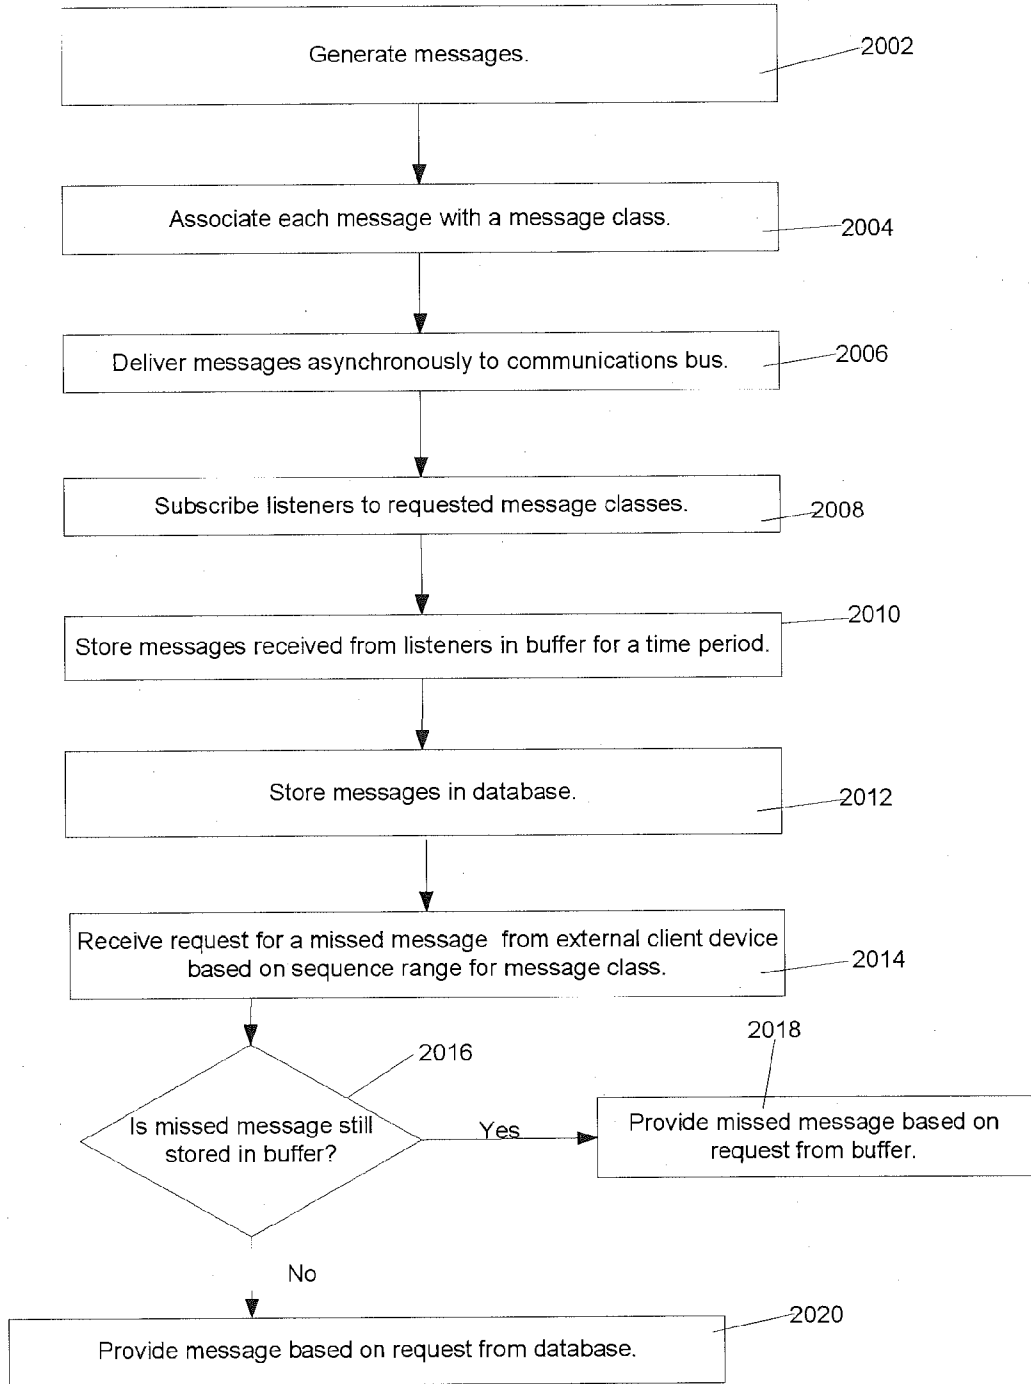 Generate messages.
2002
Associate each message with a message class.
2004
Deliver messages asynchronously to communications bus.
2006
Subscribe listeners to requested message classes.
2008
Store messages received from listeners in buffer for a time period.
2010
Store messages in database.
2012
Receive request for a missed message from external client device
based on sequence range for message class.
2014
2016
2018
Is missed message still
stored in buffer?
Yes
Provide missed message based on
request from buffer.
No
2020
Provide message based on request from database.